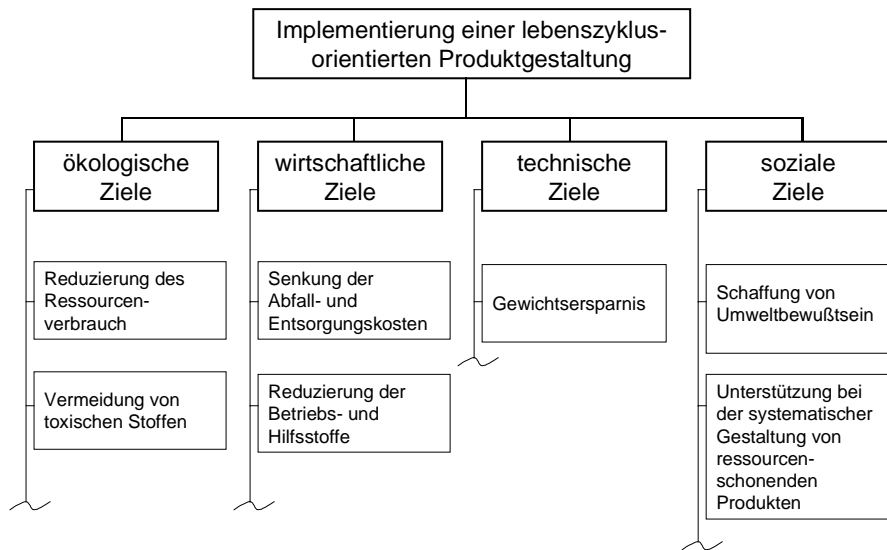 Implementierung einer lebenszyklus-
orientierten Produktgestaltung
ökologische
Ziele
wirtschaftliche
Ziele
technische
Ziele
soziale
Ziele
Reduzierung des
Ressourcen-
verbrauch
Senkung der
Abfall- und
Entsorgungskosten
Gewichtsersparnis
Schaffung von
Umweltbewußtsein
Vermeidung von
toxischen Stoffen
Reduzierung der
Betriebs- und
Hilfsstoffe
Unterstützung bei
der systematischer
Gestaltung von
ressourcen-
schonenden
Produkten